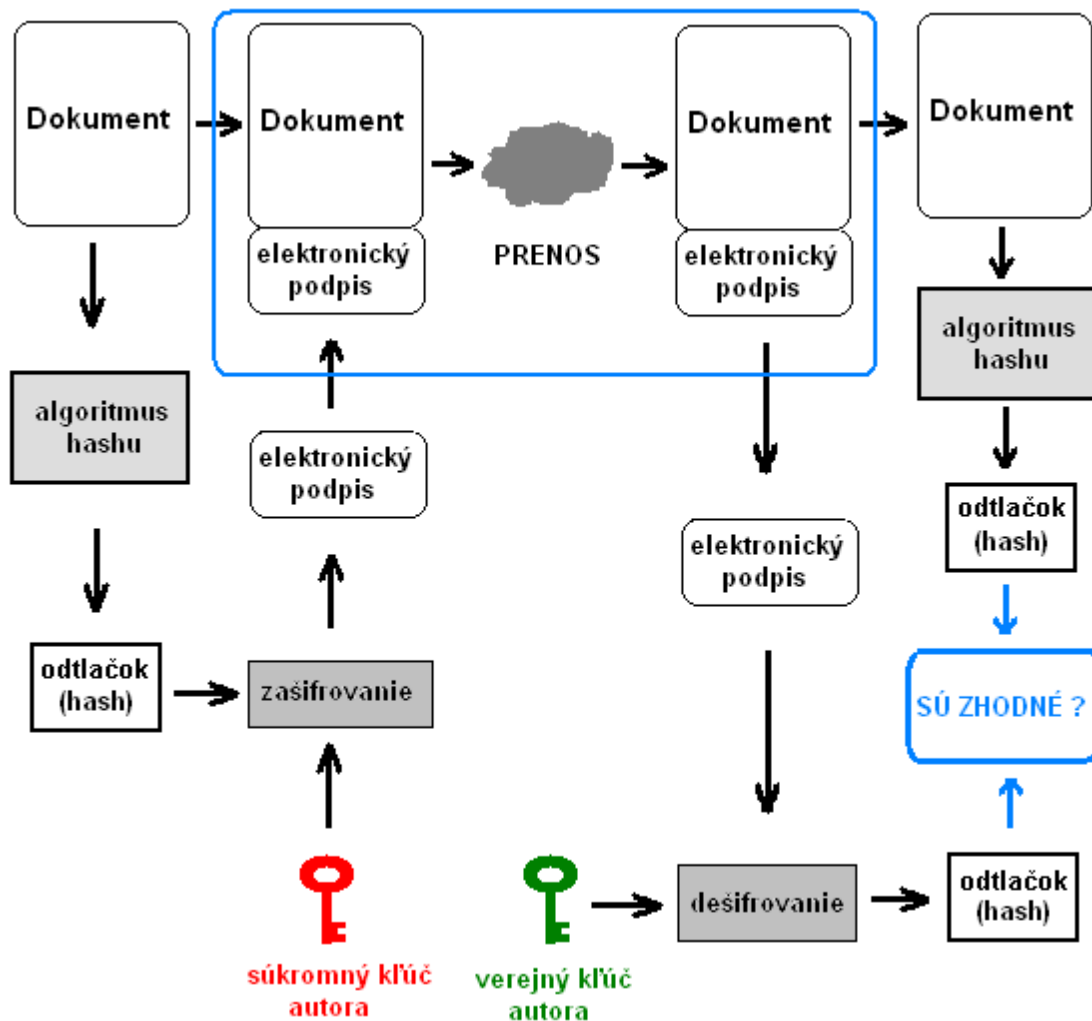 Dokument
Dokument
Dokument
Dokument
elektronický
podpis
PRENOS
elektronický
podpis
algoritmus
hashu
algoritmus
hashu
elektronický
podpis
odtlačok
(hash)
elektronický
podpis
odtlačok
(hash)
zašifrovanie
SÚ ZHODNÉ ?
dešifrovanie
odtlačok
(hash)
súkromný kľúč
autora
verejný kľúč
autora